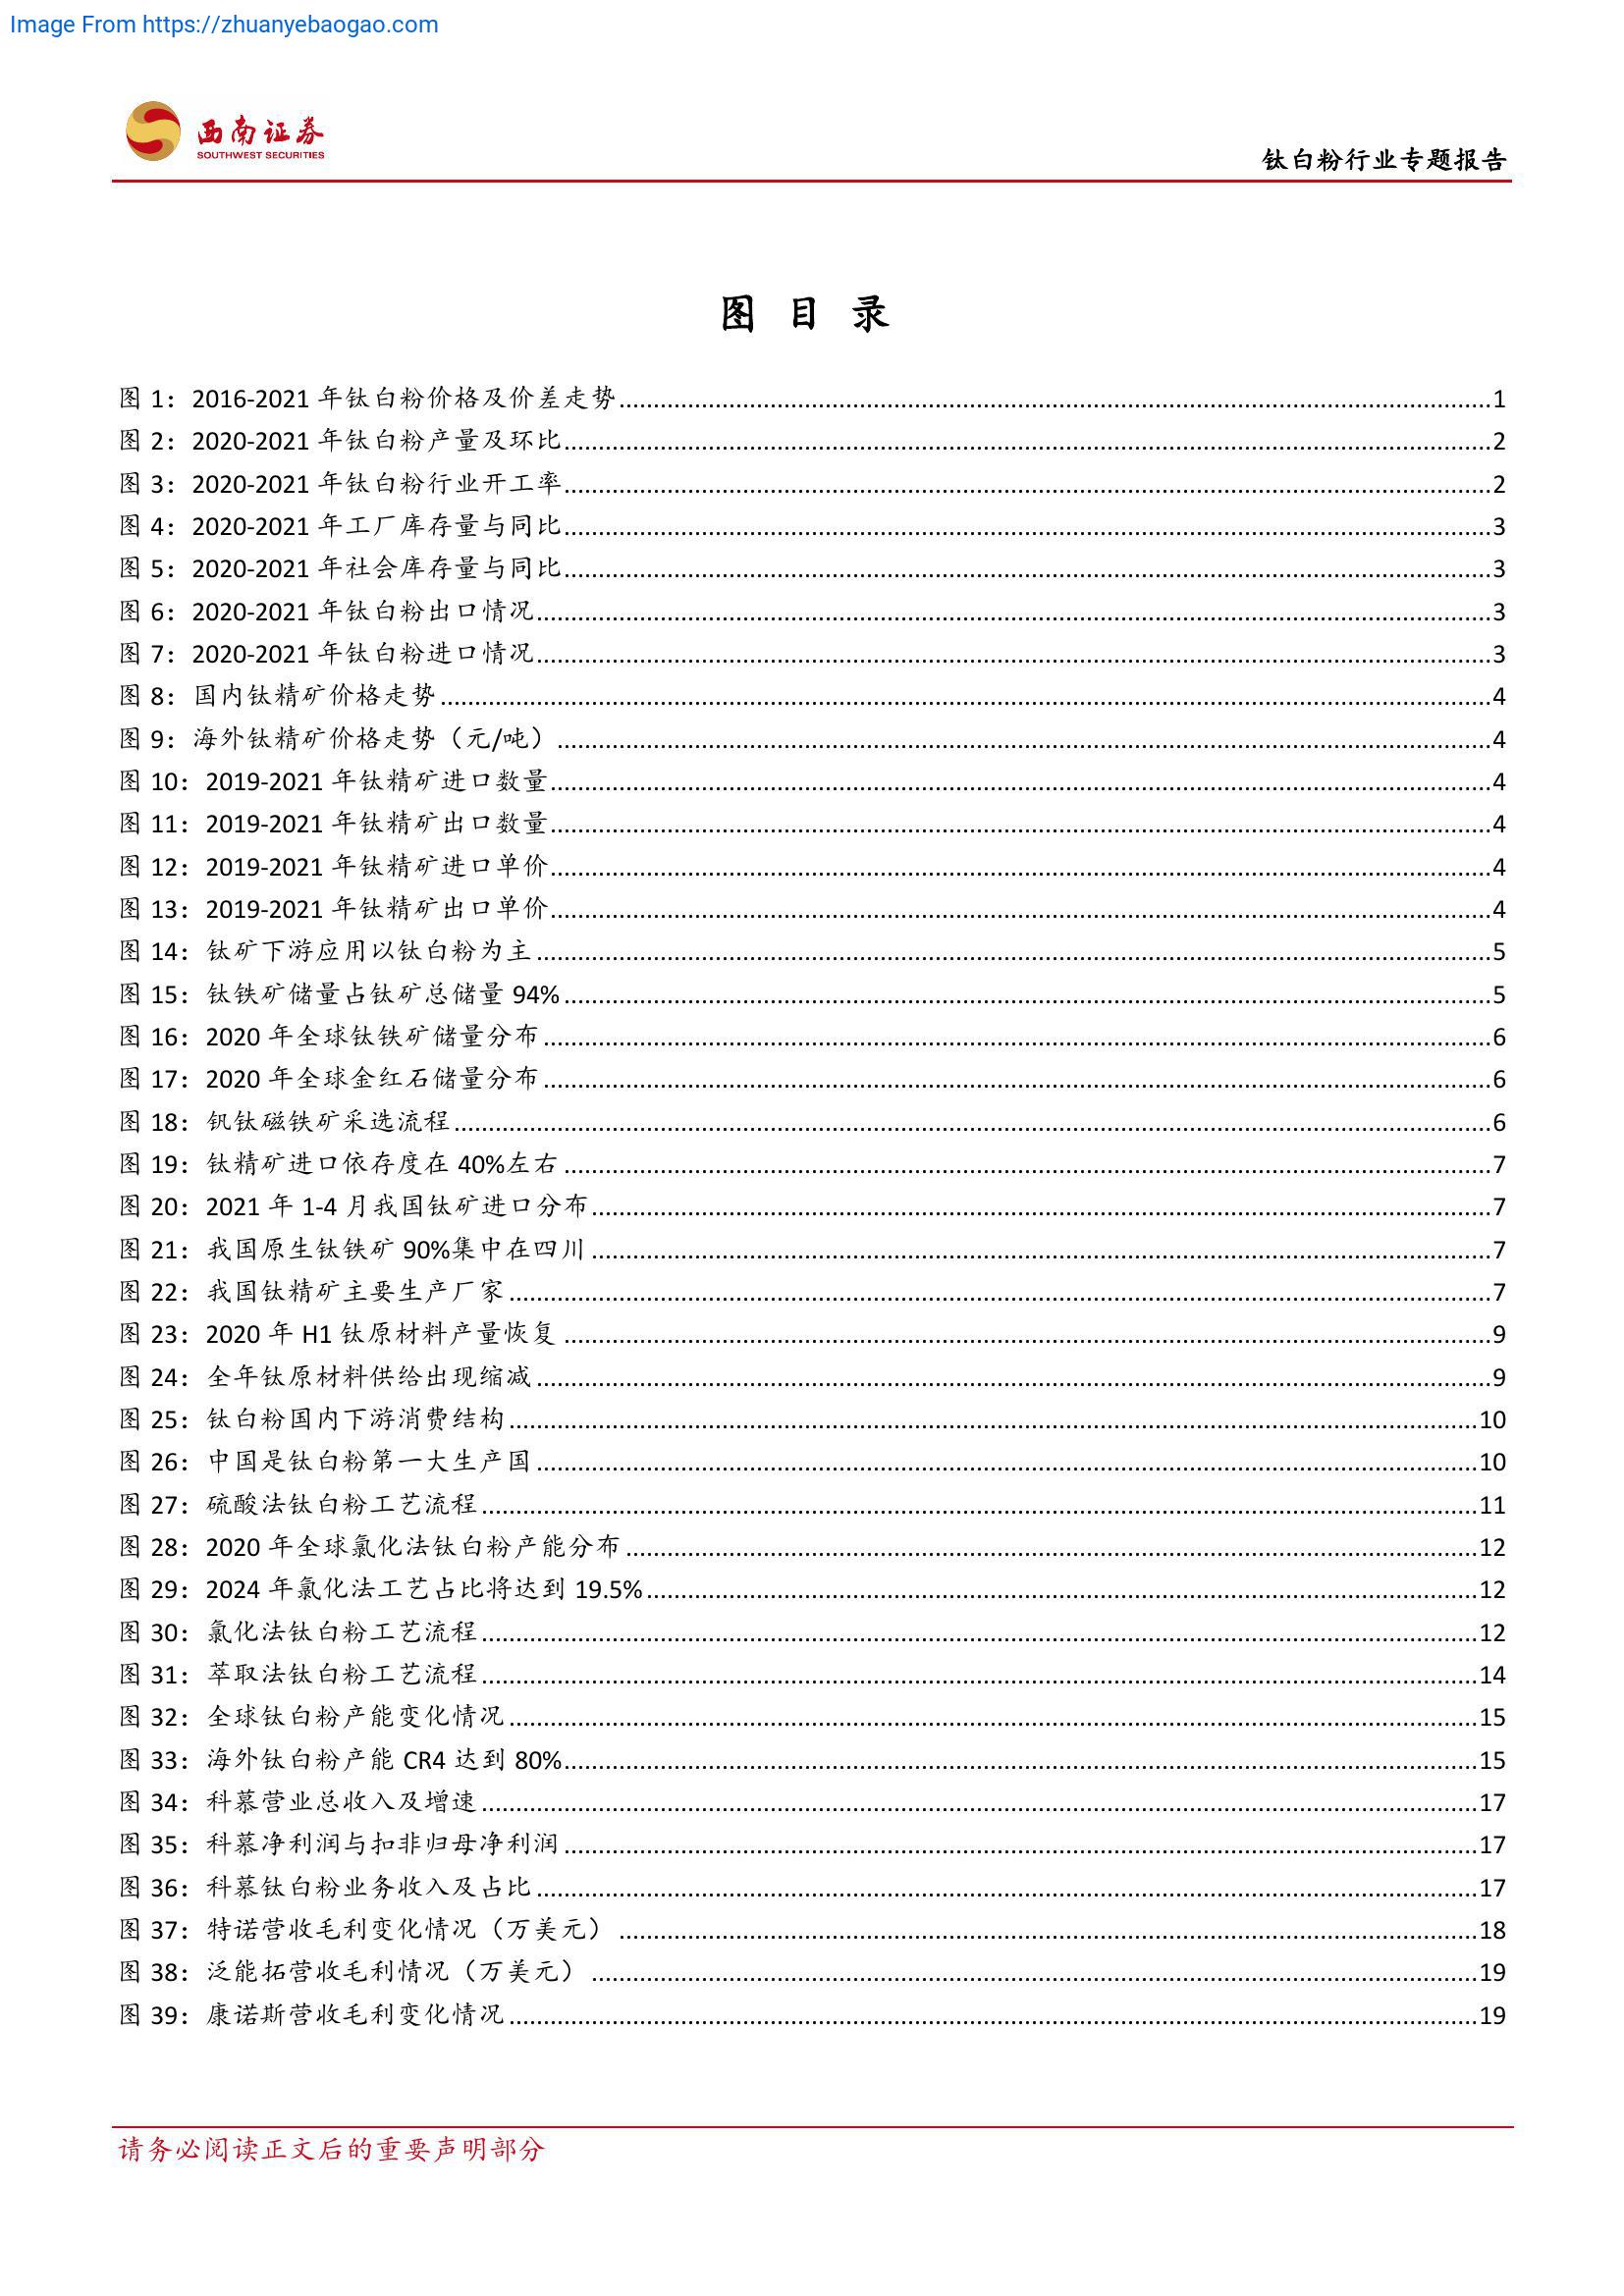 Image From https://zhuanyebaogao.com
西南证券
SOUTHWEST SECURITIES
钛白粉行业专题报告
图 目 录
图 1：2016-2021 年钛白粉价格及价差走势 1
图 2：2020-2021 年钛白粉产量及环比 2
图 3：2020-2021 年钛白粉行业开工率 2
图 4：2020-2021 年工厂库存量与同比 3
图 5：2020-2021 年社会库存量与同比 3
图 6：2020-2021 年钛白粉出口情况 3
图 7：2020-2021 年钛白粉进口情况 3
图 8：国内钛精矿价格走势 4
图 9：海外钛精矿价格走势（元/吨） 4
图 10：2019-2021 年钛精矿进口数量 4
图 11：2019-2021 年钛精矿出口数量 4
图 12：2019-2021 年钛精矿进口单价 4
图 13：2019-2021 年钛精矿出口单价 4
图 14：钛矿下游应用以钛白粉为主 5
图 15：钛铁矿储量占钛矿总储量 94% 5
图 16：2020 年全球钛铁矿储量分布 6
图 17：2020 年全球金红石储量分布 6
图 18：钒钛磁铁矿采选流程 6
图 19：钛精矿进口依存度在 40%左右 7
图 20：2021 年 1-4 月我国钛矿进口分布 7
图 21：我国原生钛铁矿 90%集中在四川 7
图 22：我国钛精矿主要生产厂家 7
图 23：2020 年 H1 钛原材料产量恢复 9
图 24：全年钛原材料供给出现缩减 9
图 25：钛白粉国内下游消费结构 10
图 26：中国是钛白粉第一大生产国 10
图 27：硫酸法钛白粉工艺流程 11
图 28：2020 年全球氯化法钛白粉产能分布 12
图 29：2024 年氯化法工艺占比将达到 19.5% 12
图 30：氯化法钛白粉工艺流程 12
图 31：萃取法钛白粉工艺流程 14
图 32：全球钛白粉产能变化情况 15
图 33：海外钛白粉产能 CR4 达到 80% 15
图 34：科慕营业总收入及增速 17
图 35：科慕净利润与扣非归母净利润 17
图 36：科慕钛白粉业务收入及占比 17
图 37：特诺营收毛利变化情况（万美元） 18
图 38：泛能拓营收毛利情况（万美元） 19
图 39：康诺斯营收毛利变化情况 19
请务必阅读正文后的重要声明部分